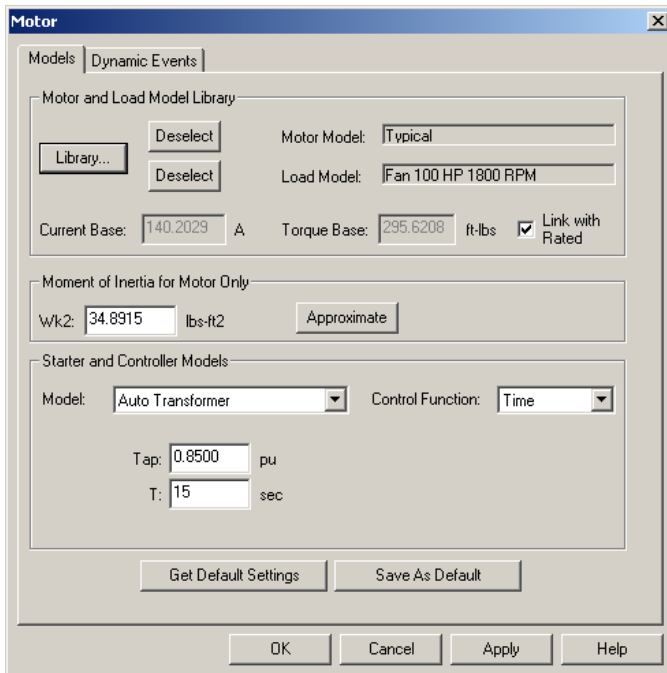 Motor
Models Dynamic Events
Motor and Load Model Library
Library...
Deselect
Motor Model: Typical
Deselect
Load Model: Fan 100 HP 1800 RPM
Current Base: 140.2029 A Torque Base: 295.6208 ft-lbs Link with Rated
Moment of Inertia for Motor Only
Wk2: 34.8915 lbs-ft2 Approximate
Starter and Controller Models
Model: Auto Transformer Control Function: Time
Tap: 0.8500 pu
T: 15 sec
Get Default Settings Save As Default
OK Cancel Apply Help